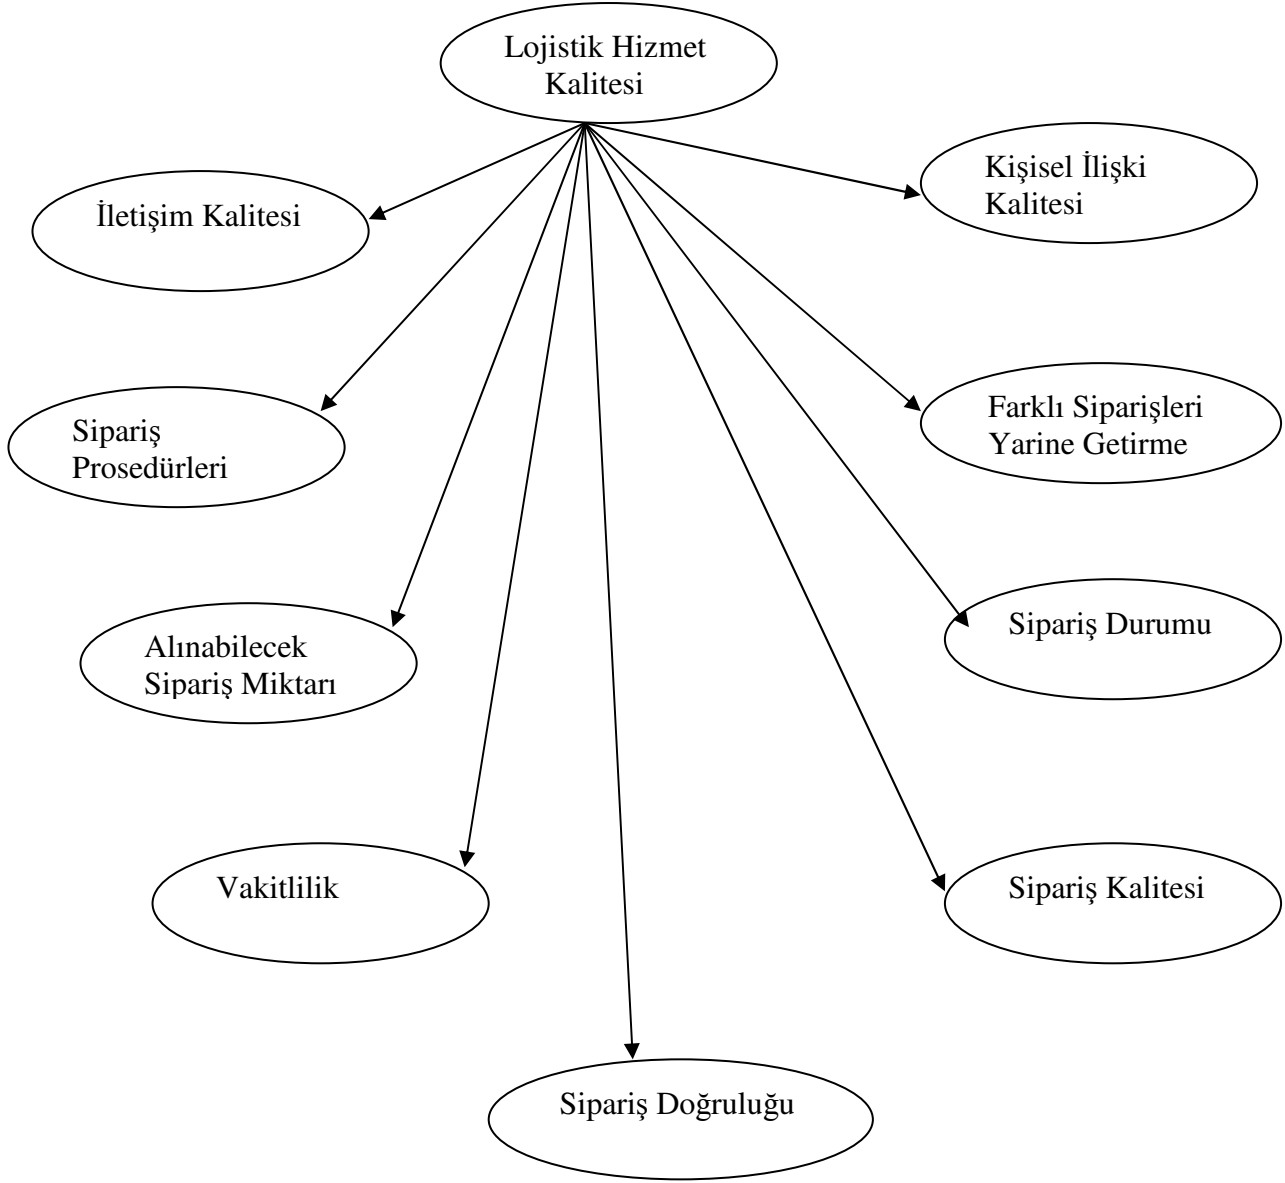 Lojistik Hizmet
Kalitesi
Kişisel İlişki
Kalitesi
İletişim Kalitesi
Farklı Siparişleri
Yarine Getirme
Sipariş
Prosedürleri
Sipariş Durumu
Alınabilecek
Sipariş Miktarı
Vakitlilik
Sipariş Kalitesi
Sipariş Doğruluğu